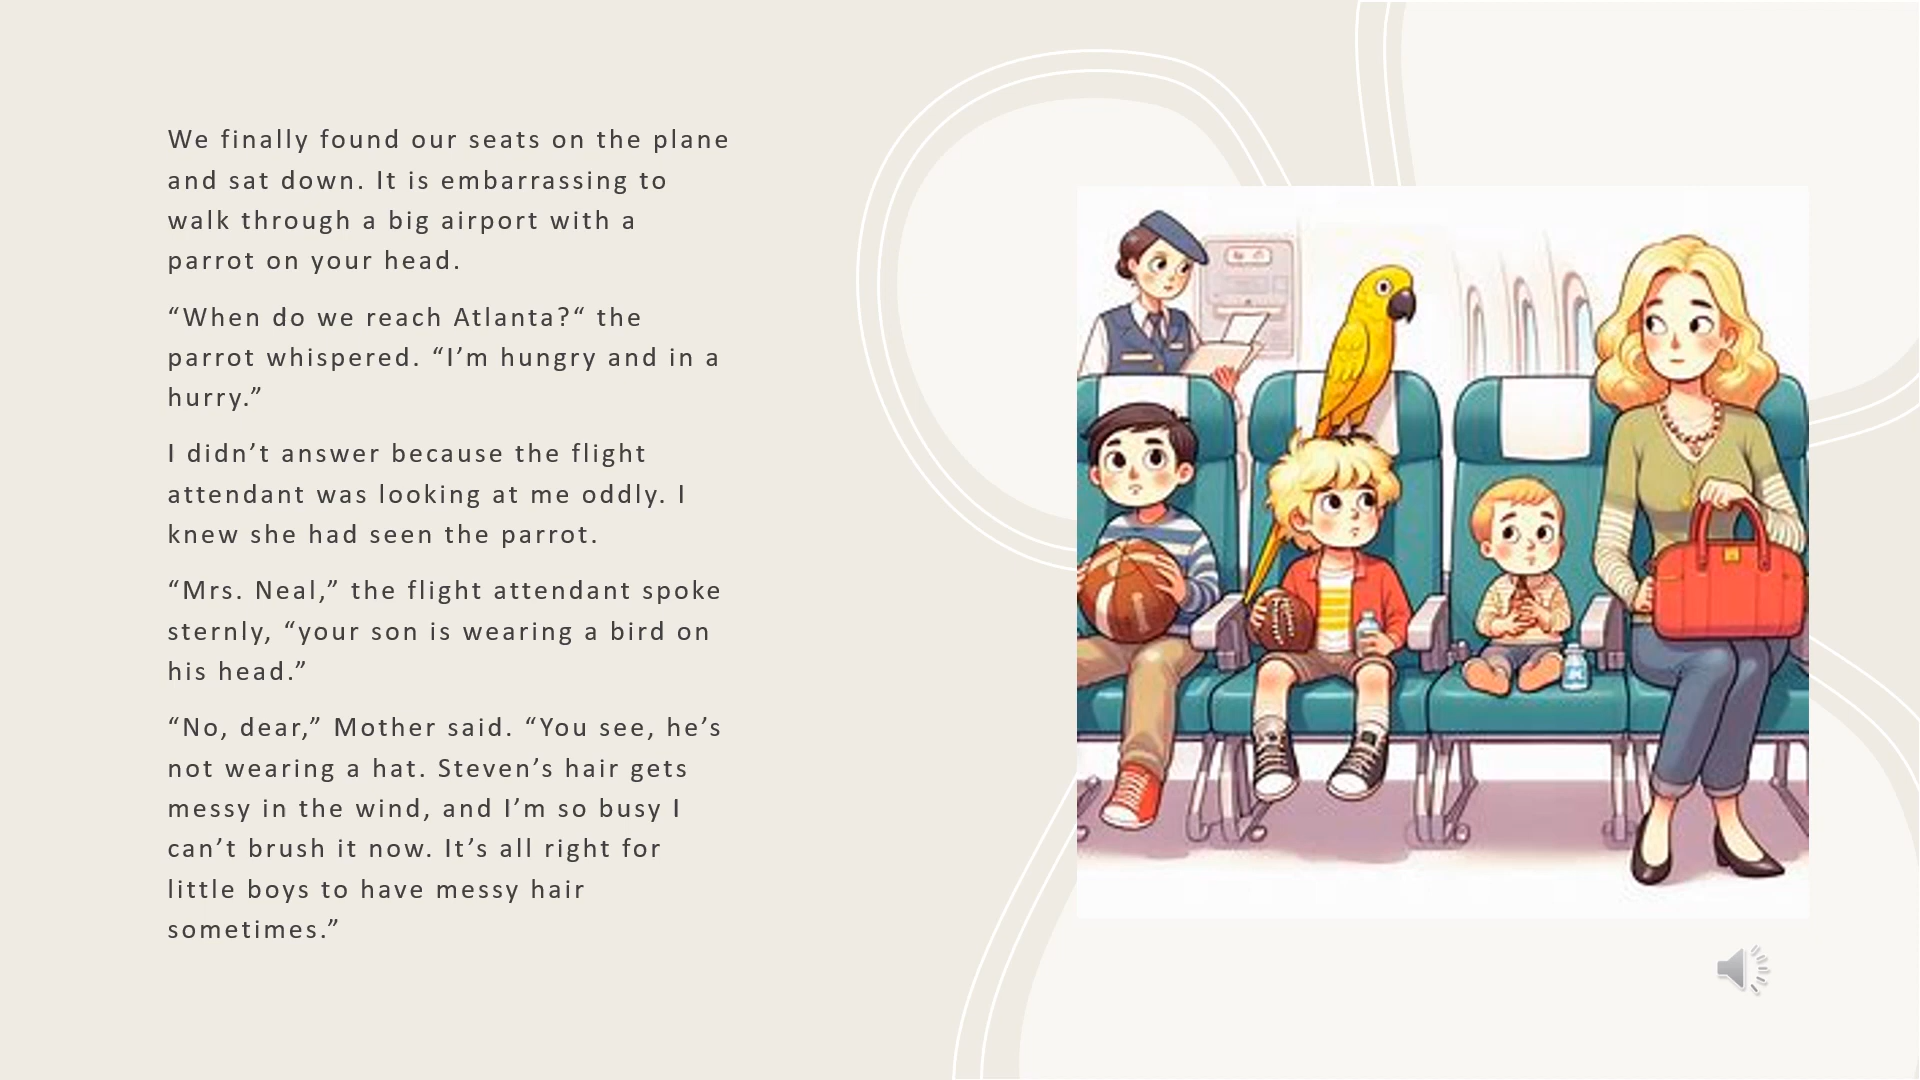 We finally found our seats on the plane
and sat down. It is embarrassing to
walk through a big airport with a
parrot on your head.
“When do we reach Atlanta?“ the
parrot whispered. “I’m hungry and in a
hurry.”
I didn’t answer because the flight
attendant was looking at me oddly. I
knew she had seen the parrot.
“Mrs. Neal,” the flight attendant spoke
sternly, “your son is wearing a bird on
his head.”
“No, dear,” Mother said. “You see, he’s
not wearing a hat. Steven’s hair gets
messy in the wind, and I’m so busy I
can’t brush it now. It’s all right for
little boys to have messy hair
sometimes.”